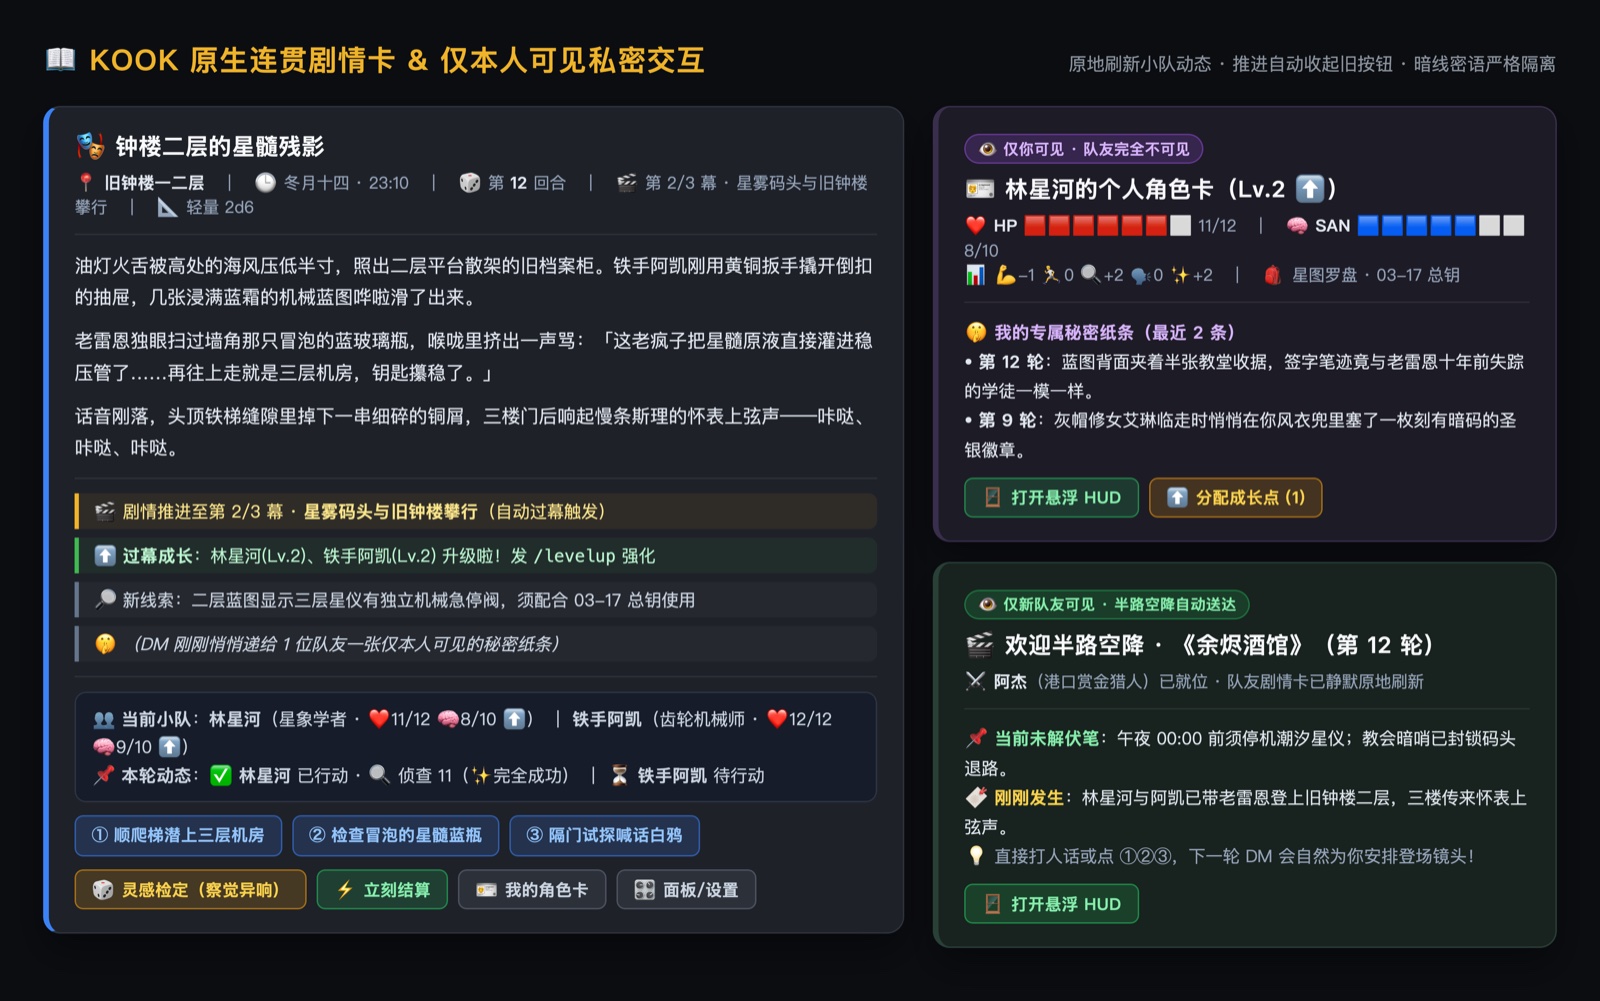 📖 KOOK 原生连贯剧情卡 & 仅本人可见私密交互
原地刷新小队动态 · 推进自动收起旧按钮 · 暗线密语严格隔离
🎭 钟楼二层的星髓残影
📍 旧钟楼一二层 | 🕒 冬月十四 · 23:10 | 🎲 第 12 回合 | 🎬 第 2/3 幕 · 星雾码头与旧钟楼
攀行 | 📐 轻量 2d6
油灯火舌被高处的海风压低半寸，照出二层平台散架的旧档案柜。铁手阿凯刚用黄铜扳手撬开倒扣
的抽屉，几张浸满蓝霜的机械蓝图哗啦滑了出来。
老雷恩独眼扫过墙角那只冒泡的蓝玻璃瓶，喉咙里挤出一声骂：「这老疯子把星髓原液直接灌进稳
压管了……再往上走就是三层机房，钥匙攥稳了。」
话音刚落，头顶铁梯缝隙里掉下一串细碎的铜屑，三楼门后响起慢条斯理的怀表上弦声——咔哒、
咔哒、咔哒。
🎬 剧情推进至第 2/3 幕 · 星雾码头与旧钟楼攀行（自动过幕触发）
⬆️ 过幕成长：林星河(Lv.2)、铁手阿凯(Lv.2) 升级啦！发 /levelup 强化
🔎 新线索：二层蓝图显示三层星仪有独立机械急停阀，须配合 03-17 总钥使用
🤫 （DM 刚刚悄悄递给 1 位队友一张仅本人可见的秘密纸条）
👥 当前小队：林星河（星象学者 · ❤️11/12 🧠8/10 ⬆️） | 铁手阿凯（齿轮机械师 · ❤️12/12
🧠9/10 ⬆️）
📌 本轮动态：✅ 林星河 已行动 · 🔍 侦查 11（✨完全成功） | ⏳ 铁手阿凯 待行动
① 顺爬梯潜上三层机房
② 检查冒泡的星髓蓝瓶
③ 隔门试探喊话白鸦
🎲 灵感检定（察觉异响）
⚡ 立刻结算
🪪 我的角色卡
🎛️ 面板/设置
👁️ 仅你可见 · 队友完全不可见
🪪 林星河的个人角色卡（Lv.2 ⬆️）
❤️ HP 🟥🟥🟥🟥🟥🟥⬜ 11/12 | 🧠 SAN 🟦🟦🟦🟦🟦⬜⬜
8/10
📊 💪-1 🏃0 🔍+2 🗣️0 ✨+2 | 🎒 星图罗盘 · 03-17 总钥
🤫 我的专属秘密纸条（最近 2 条）
• 第 12 轮：蓝图背面夹着半张教堂收据，签字笔迹竟与老雷恩十年前失踪
的学徒一模一样。
• 第 9 轮：灰帽修女艾琳临走时悄悄在你风衣兜里塞了一枚刻有暗码的圣
银徽章。
🚪 打开悬浮 HUD
⬆️ 分配成长点 (1)
👁️ 仅新队友可见 · 半路空降自动送达
🎬 欢迎半路空降 · 《余烬酒馆》（第 12 轮）
⚔️ 阿杰（港口赏金猎人）已就位 · 队友剧情卡已静默原地刷新
📌 当前未解伏笔：午夜 00:00 前须停机潮汐星仪；教会暗哨已封锁码头
退路。
🔖 刚刚发生：林星河与阿凯已带老雷恩登上旧钟楼二层，三楼传来怀表上
弦声。
💡 直接打人话或点 ①②③，下一轮 DM 会自然为你安排登场镜头！
🚪 打开悬浮 HUD